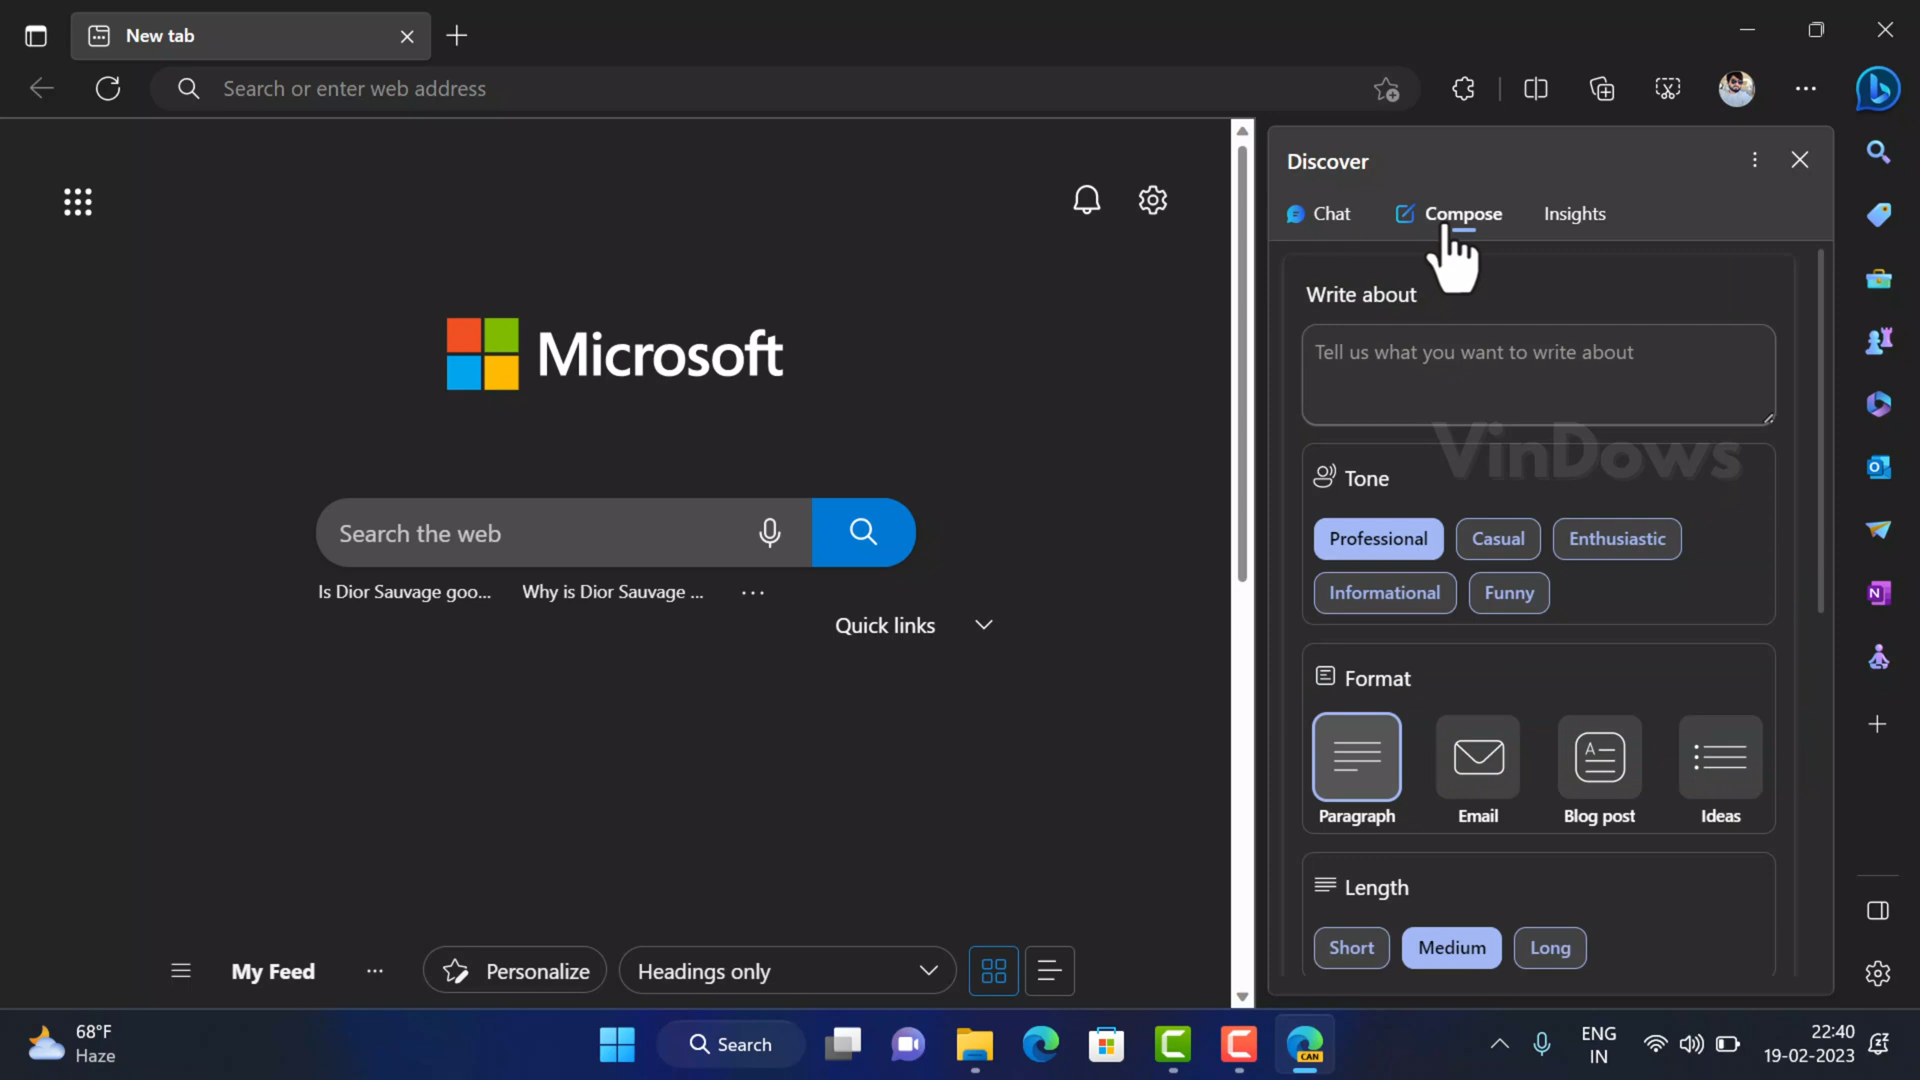 New tab
Search or enter web address
Discover
Chat
Compose
Insights
Write about
Tell us what you want to write about
VinDows
Tone
Professional
Casual
Enthusiastic
Informational
Funny
Format
Paragraph
Email
Blog post
Ideas
Length
Short
Medium
Long
Microsoft
Search the web
Is Dior Sauvage goo...
Why is Dior Sauvage ...
Quick links
My Feed
Personalize
Headings only
68°F
Haze
Search
CAN
ENG
IN
22:40
19-02-2023